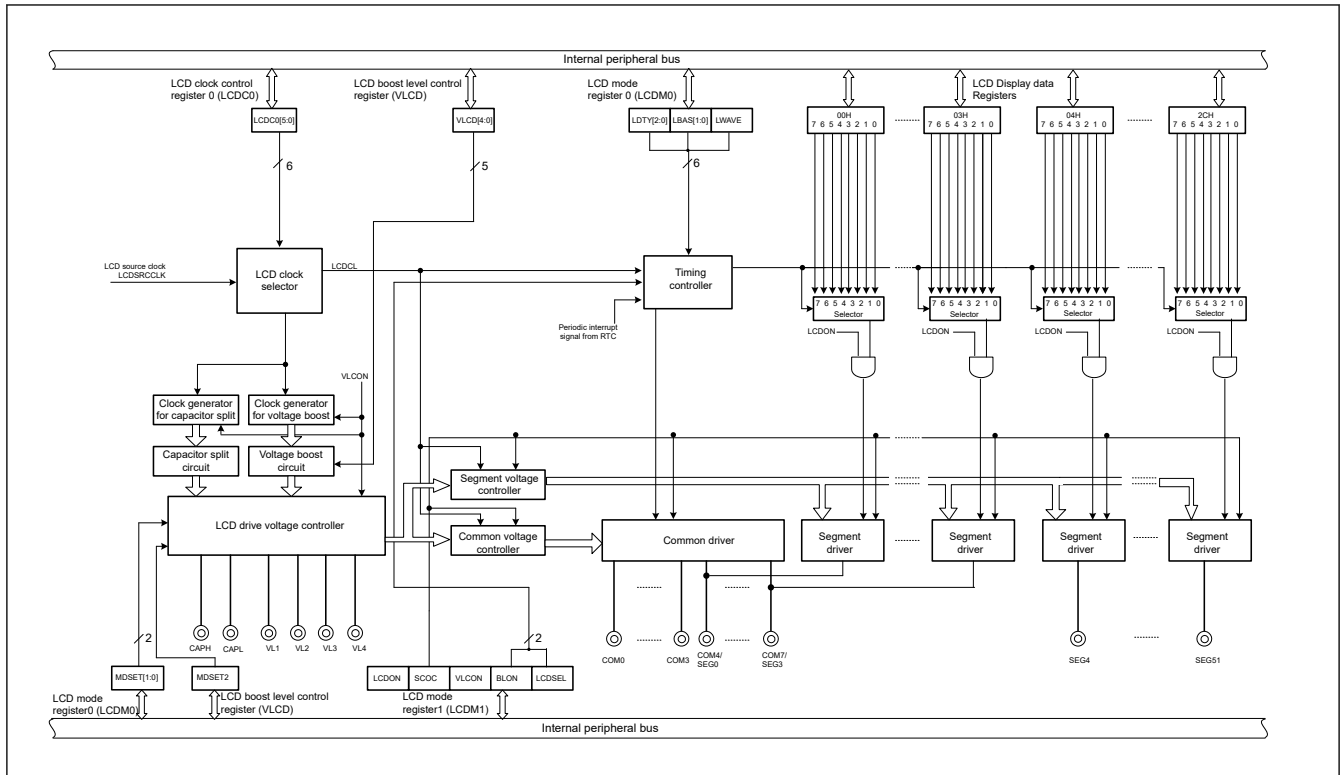 Internal peripheral bus
LCD clock control
register 0 (LCDC0)
LCD boost level control
register (VLCD)
LCD mode
register 0 (LCDM0)
LCD Display data
Registers
LCDC0[5:0]
VLCD[4:0]
LDTY[2:0] LBAS[1:0] LWAVE
00H
7 6 5 4 3 2 1 0
03H
7 6 5 4 3 2 1 0
04H
7 6 5 4 3 2 1 0
2CH
7 6 5 4 3 2 1 0
6
5
6
LCD source clock
LCDSRCCLK
LCD clock
selector
LCDCL
Timing
controller
Periodic interrupt
signal from RTC
7 6 5 4 3 2 1 0
Selector
7 6 5 4 3 2 1 0
Selector
7 6 5 4 3 2 1 0
Selector
7 6 5 4 3 2 1 0
Selector
LCDON
LCDON
LCDON
LCDON
VLCON
Clock generator
for capacitor split
Clock generator
for voltage boost
Capacitor split
circuit
Voltage boost
circuit
Segment voltage
controller
LCD drive voltage controller
Common voltage
controller
Common driver
Segment
driver
Segment
driver
Segment
driver
Segment
driver
2
CAPH
CAPL
VL1
VL2
VL3
VL4
2
COM0
COM3
COM4/
SEG0
COM7/
SEG3
SEG4
SEG51
MDSET[1:0]
MDSET2
LCDON SCOC VLCON BLON LCDSEL
LCD mode
register0 (LCDM0)
LCD boost level control
register (VLCD)
LCD mode
register1 (LCDM1)
Internal peripheral bus